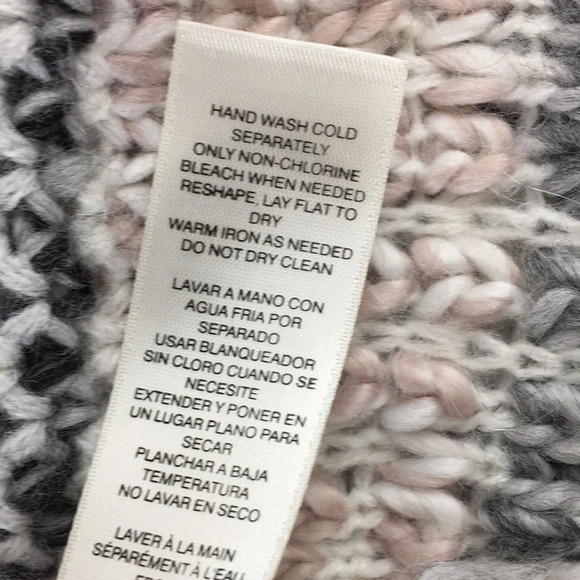 HAND WASH COLD
SEPARATELY
ONLY NON-CHLORINE
BLEACH WHEN NEEDED
RESHAPE, LAY FLAT TO
DRY
WARM IRON AS NEEDED
DO NOT DRY CLEAN
LAVAR A MANO CON
AGUA FRIA POR
SEPARADO
USAR BLANQUEADOR
SIN CLORO CUANDO SE
NECESITE
EXTENDER Y PONER EN
UN LUGAR PLANO PARA
SECAR
PLANCHAR A BAJA
TEMPERATURA
NO LAVAR EN SECO
LAVER À LA MAIN
SÉPARÉMENT À L'EAU